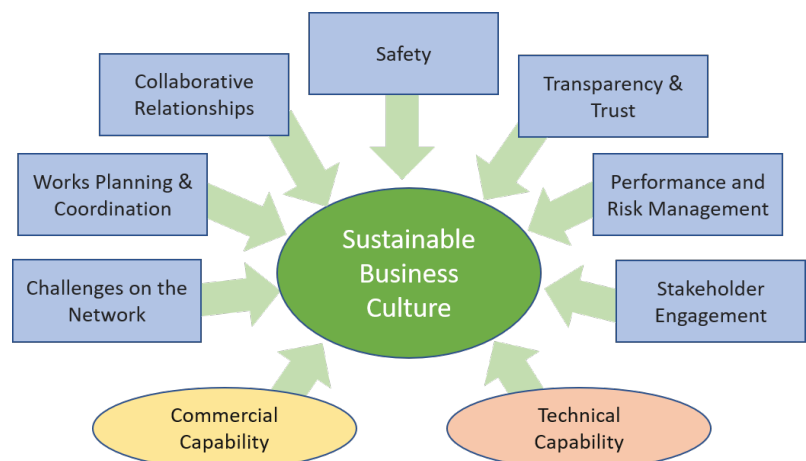 Safety
Collaborative
Relationships
Transparency &
Trust
Works Planning &
Coordination
Performance and
Risk Management
Sustainable
Business
Culture
Challenges on the
Network
Stakeholder
Engagement
Commercial
Capability
Technical
Capability